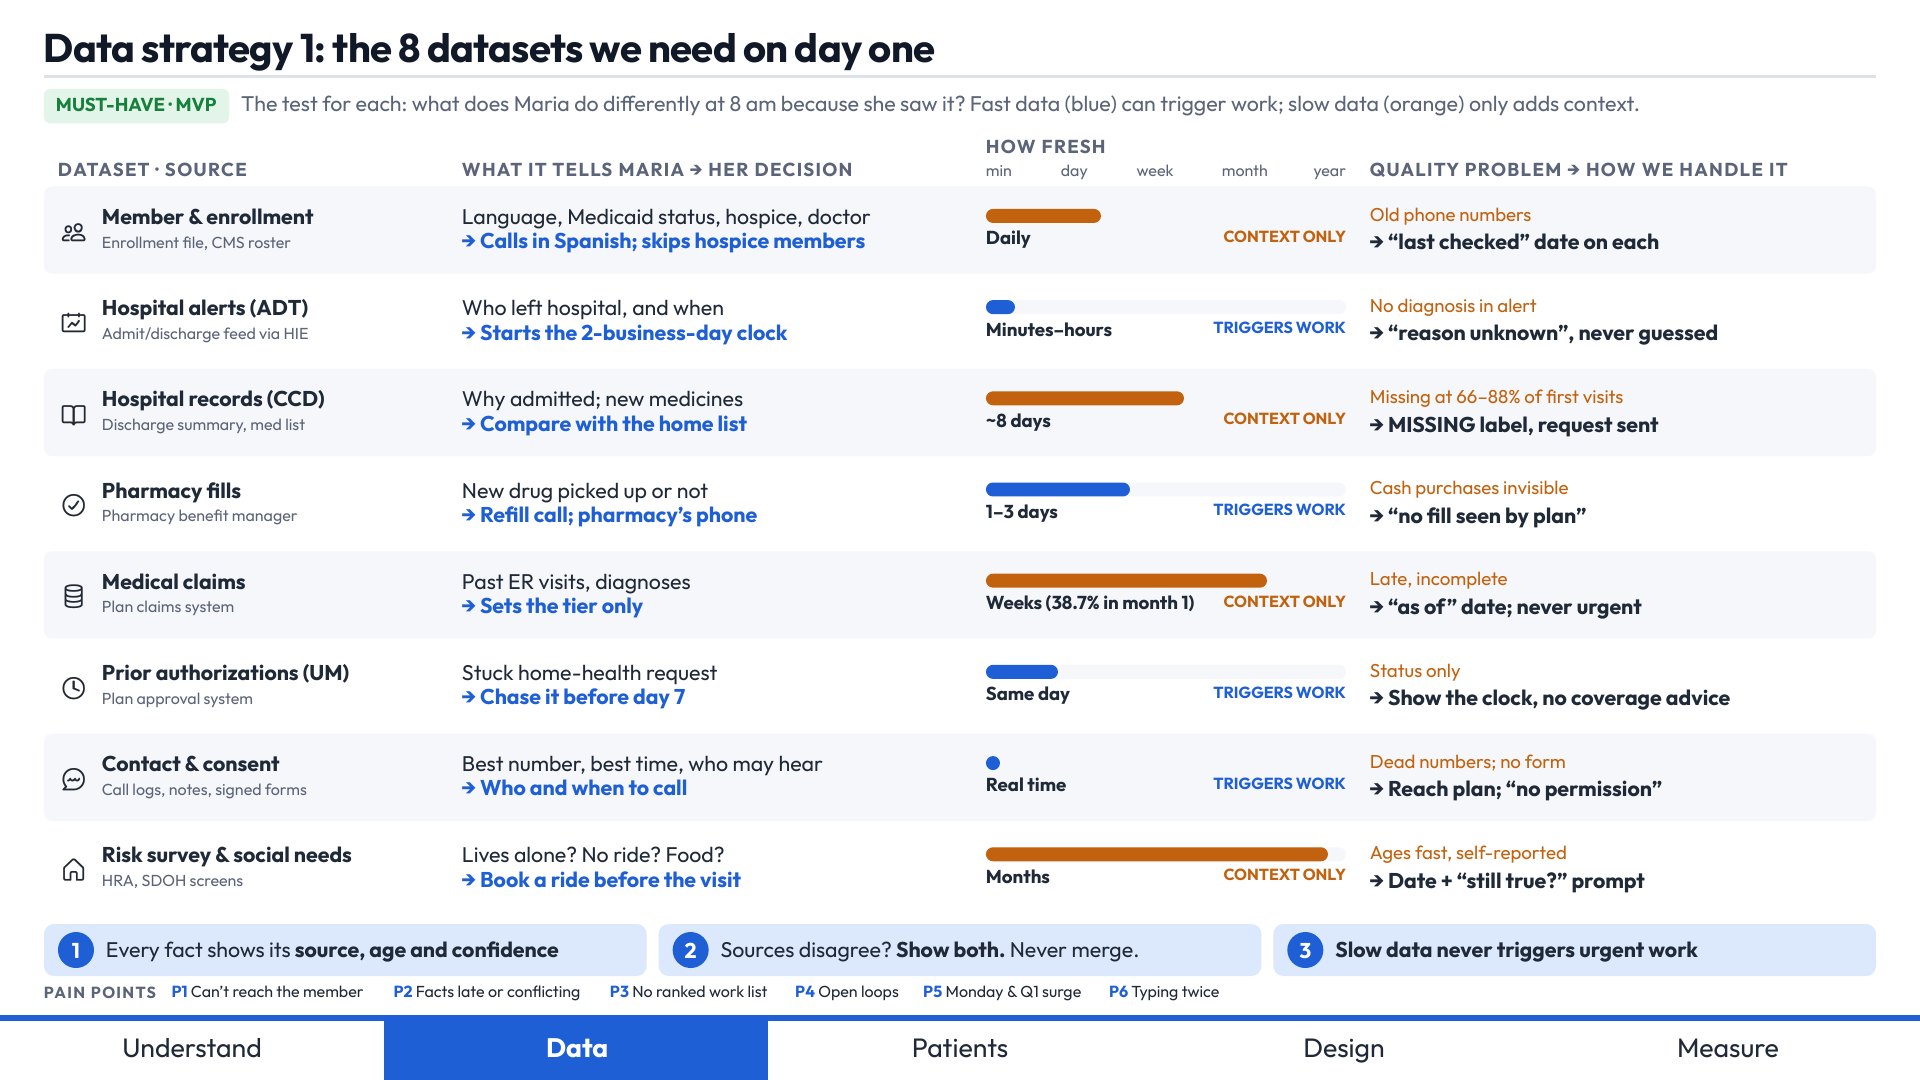 Data strategy 1: the 8 datasets we need on day one
MUST-HAVE · MVP
The test for each: what does Maria do differently at 8 am because she saw it? Fast data (blue) can trigger work; slow data (orange) only adds context.
DATASET · SOURCE
WHAT IT TELLS MARIA → HER DECISION
HOW FRESH
min day week month year
QUALITY PROBLEM → HOW WE HANDLE IT
Member & enrollment
Enrollment file, CMS roster
Language, Medicaid status, hospice, doctor
→ Calls in Spanish; skips hospice members
Daily
CONTEXT ONLY
Old phone numbers
→ “last checked” date on each
Hospital alerts (ADT)
Admit/discharge feed via HIE
Who left hospital, and when
→ Starts the 2-business-day clock
Minutes–hours
TRIGGERS WORK
No diagnosis in alert
→ “reason unknown”, never guessed
Hospital records (CCD)
Discharge summary, med list
Why admitted; new medicines
→ Compare with the home list
~8 days
CONTEXT ONLY
Missing at 66–88% of first visits
→ MISSING label, request sent
Pharmacy fills
Pharmacy benefit manager
New drug picked up or not
→ Refill call; pharmacy’s phone
1–3 days
TRIGGERS WORK
Cash purchases invisible
→ “no fill seen by plan”
Medical claims
Plan claims system
Past ER visits, diagnoses
→ Sets the tier only
Weeks (38.7% in month 1)
CONTEXT ONLY
Late, incomplete
→ “as of” date; never urgent
Prior authorizations (UM)
Plan approval system
Stuck home-health request
→ Chase it before day 7
Same day
TRIGGERS WORK
Status only
→ Show the clock, no coverage advice
Contact & consent
Call logs, notes, signed forms
Best number, best time, who may hear
→ Who and when to call
Real time
TRIGGERS WORK
Dead numbers; no form
→ Reach plan; “no permission”
Risk survey & social needs
HRA, SDOH screens
Lives alone? No ride? Food?
→ Book a ride before the visit
Months
CONTEXT ONLY
Ages fast, self-reported
→ Date + “still true?” prompt
1 Every fact shows its source, age and confidence
2 Sources disagree? Show both. Never merge.
3 Slow data never triggers urgent work
PAIN POINTS P1 Can’t reach the member P2 Facts late or conflicting P3 No ranked work list P4 Open loops P5 Monday & Q1 surge P6 Typing twice
Understand Data Patients Design Measure